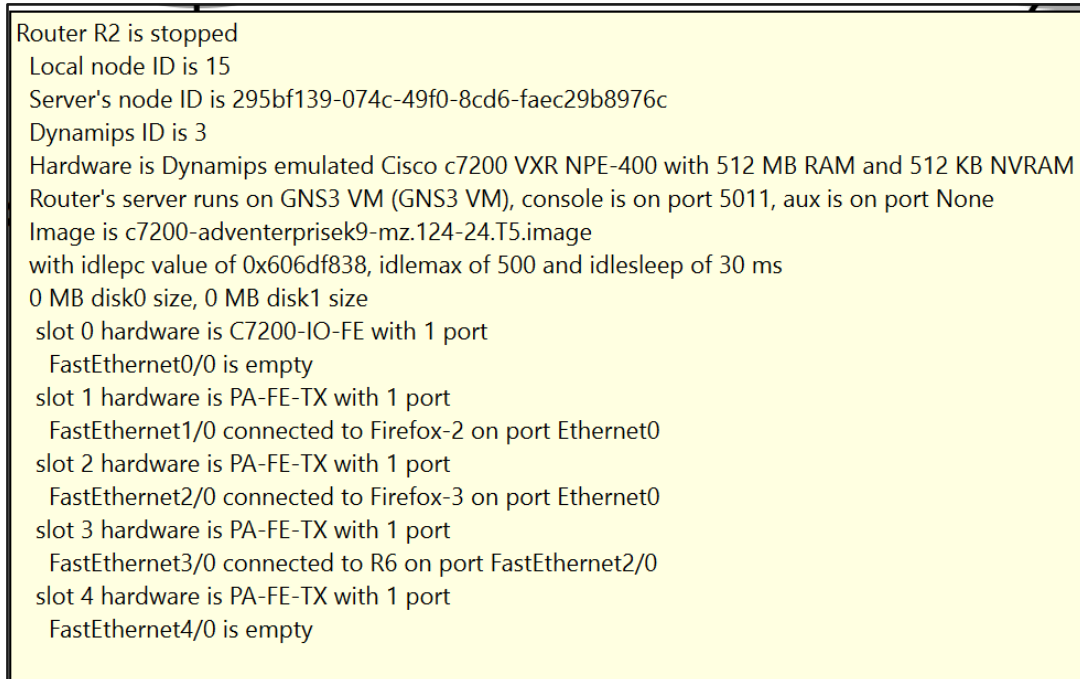 Router R2 is stopped
Local node ID is 15
Server's node ID is 295bf139-074c-49f0-8cd6-faec29b8976c
Dynamips ID is 3
Hardware is Dynamips emulated Cisco c7200 VXR NPE-400 with 512 MB RAM and 512 KB NVRAM
Router's server runs on GNS3 VM (GNS3 VM), console is on port 5011, aux is on port None
Image is c7200-adventerprisek9-mz.124-24.T5.image
with idlepc value of 0x606df838, idlemax of 500 and idlesleep of 30 ms
0 MB disk0 size, 0 MB disk1 size
slot 0 hardware is C7200-IO-FE with 1 port
FastEthernet0/0 is empty
slot 1 hardware is PA-FE-TX with 1 port
FastEthernet1/0 connected to Firefox-2 on port Ethernet0
slot 2 hardware is PA-FE-TX with 1 port
FastEthernet2/0 connected to Firefox-3 on port Ethernet0
slot 3 hardware is PA-FE-TX with 1 port
FastEthernet3/0 connected to R6 on port FastEthernet2/0
slot 4 hardware is PA-FE-TX with 1 port
FastEthernet4/0 is empty